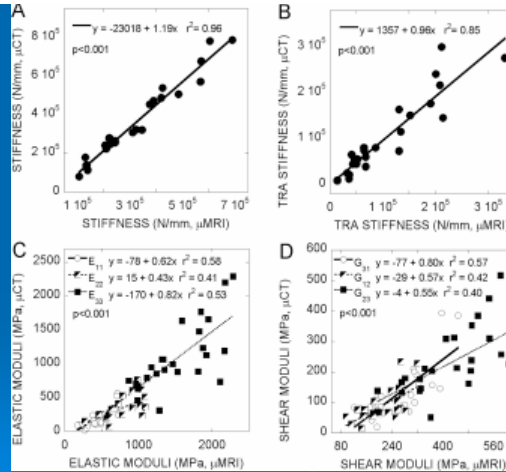 A
y = -23018 + 1.19x r²= 0.96
p<0.001
STIFFNESS (N/mm, µCT)
8 10⁵
6 10⁵
4 10⁵
2 10⁵
0
1 10⁵ 3 10⁵ 5 10⁵ 7 10⁵
STIFFNESS (N/mm, µMRI)
B
y = 1357 + 0.96x r²= 0.85
p<0.001
TRA STIFFNESS (N/mm, µCT)
3 10⁵
2 10⁵
1 10⁵
0
0 1 10⁵ 2 10⁵ 3 10⁵
TRA STIFFNESS (N/mm, µMRI)
C
E₁₁ y = -78 + 0.62x r²= 0.58
E₂₂ y = 15 + 0.43x r²= 0.41
E₃₃ y = -170 + 0.82x r²= 0.53
p<0.001
ELASTIC MODULI (MPa, µCT)
2500
2000
1500
1000
500
0
0 1000 2000
ELASTIC MODULI (MPa, µMRI)
D
G₃₁ y = -77 + 0.80x r²= 0.57
G₁₂ y = -29 + 0.57x r²= 0.42
G₂₃ y = -4 + 0.55x r²= 0.40
p<0.001
SHEAR MODULI (MPa, µCT)
600
500
400
300
200
100
0
80 240 400 560
SHEAR MODULI (MPa, µMRI)